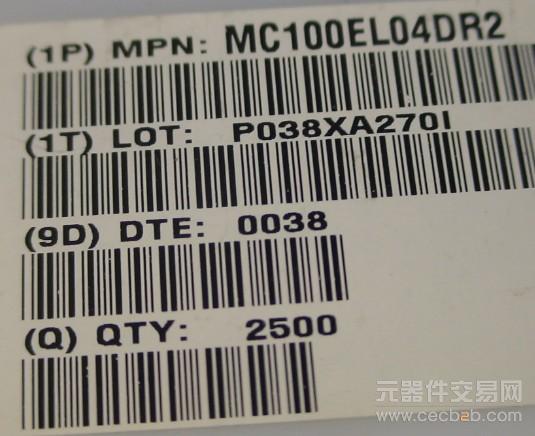 (1P) MPN: MC100EL04DR2
(1T) LOT: P038XA270I
(9D) DTE: 0038
(Q) QTY: 2500
元器件交易网
www.cecb2b.com